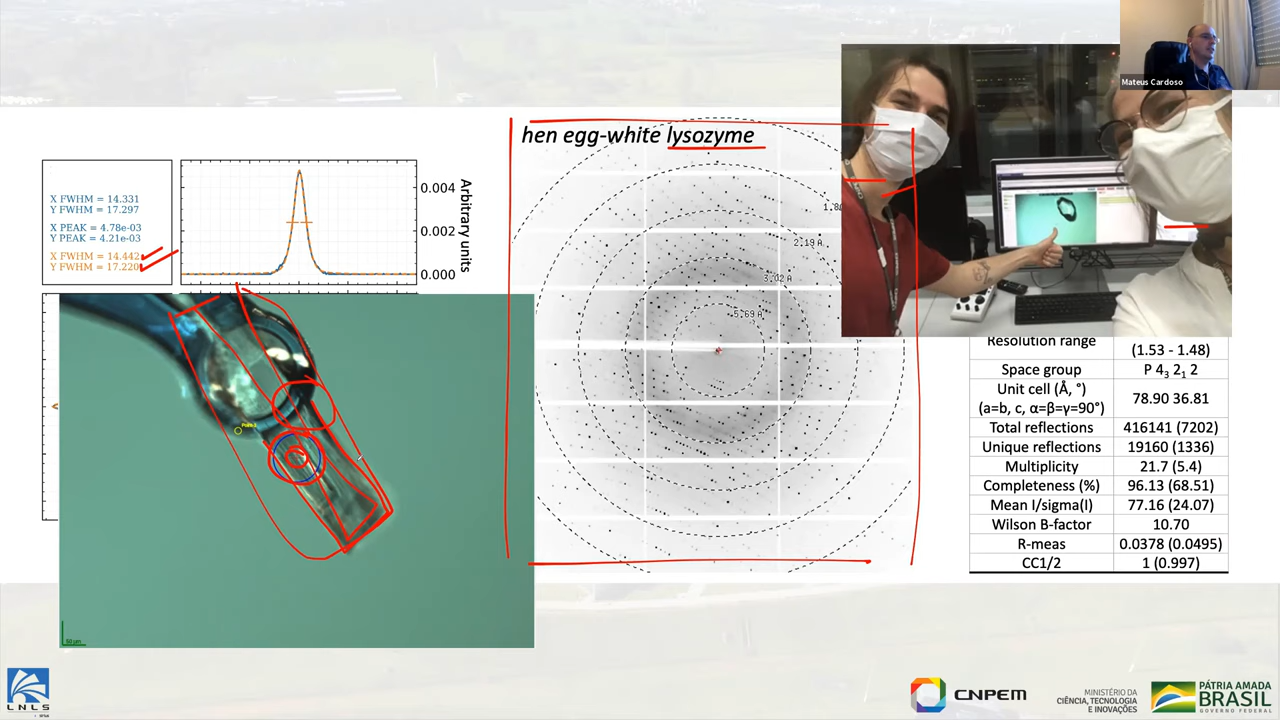 Mateus Cardoso
hen egg-white lysozyme
X FWHM = 14.331
Y FWHM = 17.297
X PEAK = 4.78e-03
Y PEAK = 4.21e-03
X FWHM = 14.442
Y FWHM = 17.220
0.004
0.002
0.000
Arbitrary units
2.19 A
3.02 A
5.69 A
50 µm
Resolution range (1.53 - 1.48)
Space group P 4₃ 2₁ 2
Unit cell (Å, °)
(a=b, c, α=β=γ=90°) 78.90 36.81
Total reflections 416141 (7202)
Unique reflections 19160 (1336)
Multiplicity 21.7 (5.4)
Completeness (%) 96.13 (68.51)
Mean I/sigma(I) 77.16 (24.07)
Wilson B-factor 10.70
R-meas 0.0378 (0.0495)
CC1/2 1 (0.997)
LNLS
CNPEM
MINISTÉRIO DA
CIÊNCIA, TECNOLOGIA
E INOVAÇÕES
PÁTRIA AMADA
BRASIL
GOVERNO FEDERAL